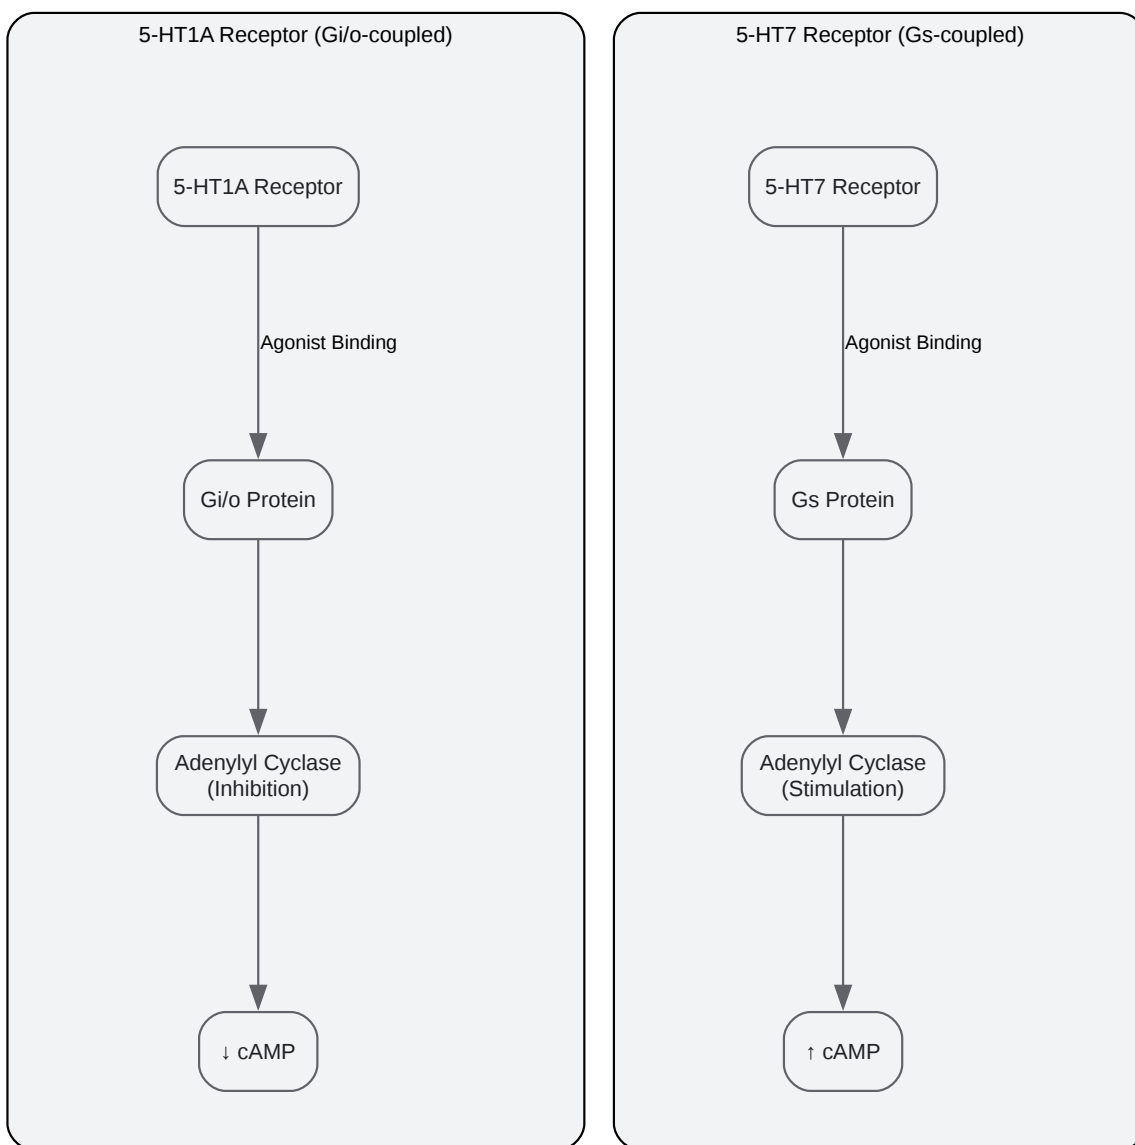 5-HT1A Receptor (Gi/o-coupled)
5-HT1A Receptor
Agonist Binding
Gi/o Protein
Adenylyl Cyclase
(Inhibition)
↓ cAMP
5-HT7 Receptor (Gs-coupled)
5-HT7 Receptor
Agonist Binding
Gs Protein
Adenylyl Cyclase
(Stimulation)
↑ cAMP